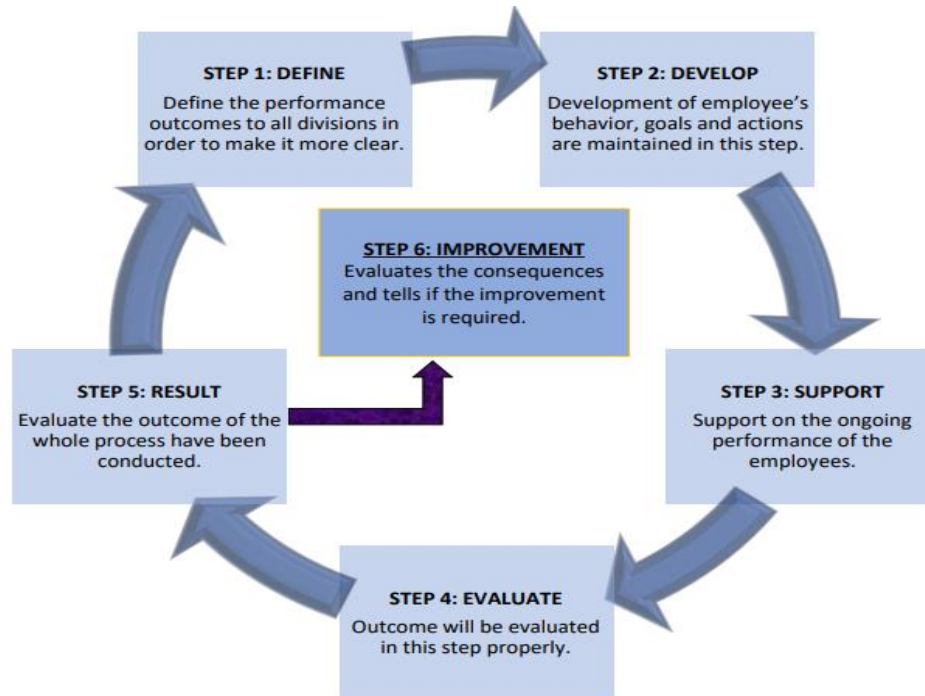 STEP 1: DEFINE
Define the performance
outcomes to all divisions in
order to make it more clear.
STEP 2: DEVELOP
Development of employee’s
behavior, goals and actions
are maintained in this step.
STEP 6: IMPROVEMENT
Evaluates the consequences
and tells if the improvement
is required.
STEP 5: RESULT
Evaluate the outcome of the
whole process have been
conducted.
STEP 3: SUPPORT
Support on the ongoing
performance of the
employees.
STEP 4: EVALUATE
Outcome will be evaluated
in this step properly.